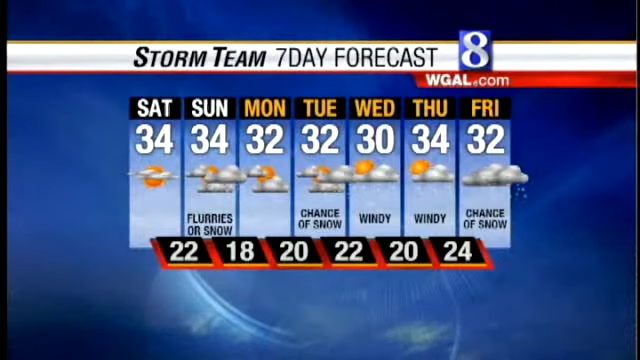 STORM TEAM 7DAY FORECAST 8
WGAL.com
SAT SUN MON TUE WED THU FRI
34 34 32 32 30 34 32
FLURRIES OR SNOW CHANCE OF SNOW WINDY WINDY CHANCE OF SNOW
22 18 20 22 20 24